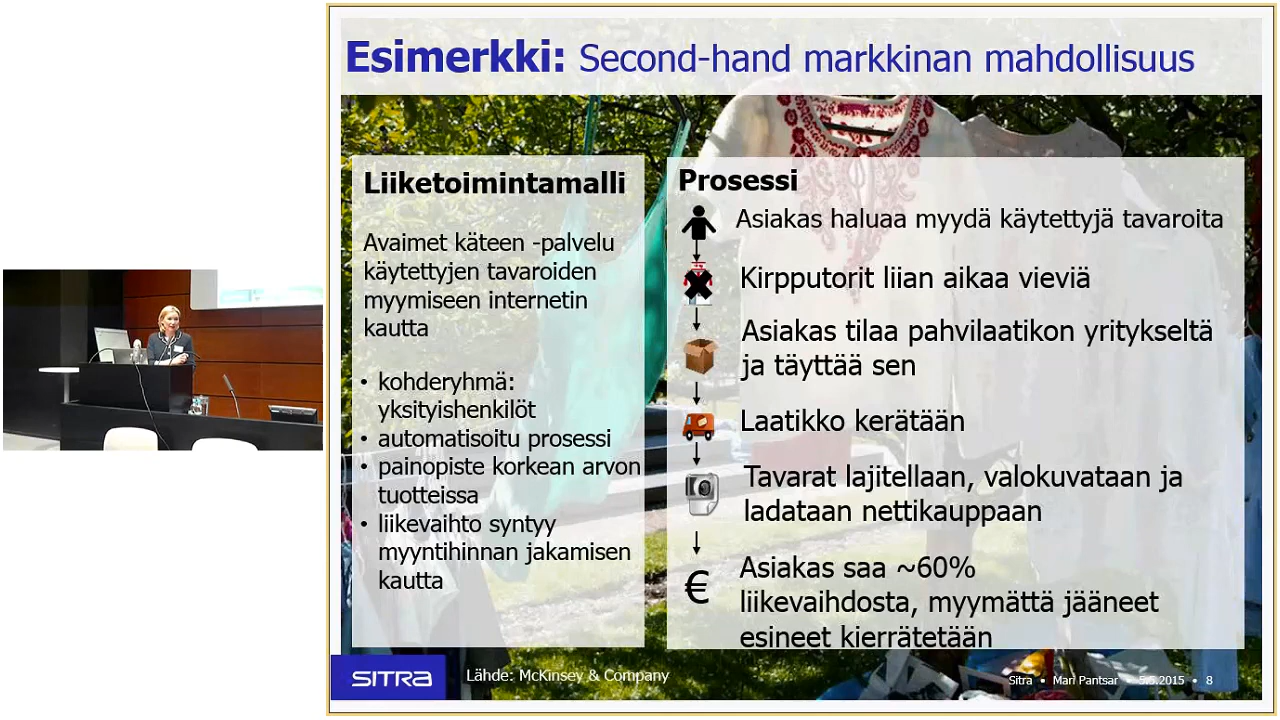 Esimerkki: Second-hand markkinan mahdollisuus
Liiketoimintamalli
Avaimet käteen -palvelu
käytettyjen tavaroiden
myymiseen internetin
kautta
• kohderyhmä:
yksityishenkilöt
• automatisoitu prosessi
• painopiste korkean arvon
tuotteissa
• liikevaihto syntyy
myyntihinnan jakamisen
kautta
Prosessi
Asiakas haluaa myydä käytettyjä tavaroita
Kirpputorit liian aikaa vieviä
Asiakas tilaa pahvilaatikon yritykseltä
ja täyttää sen
Laatikko kerätään
Tavarat lajitellaan, valokuvataan ja
ladataan nettikauppaan
€
Asiakas saa ~60%
liikevaihdosta, myymättä jääneet
esineet kierrätetään
SITRA
Lähde: McKinsey & Company
Sitra • Mari Pantsar • 5.5.2015 • 8